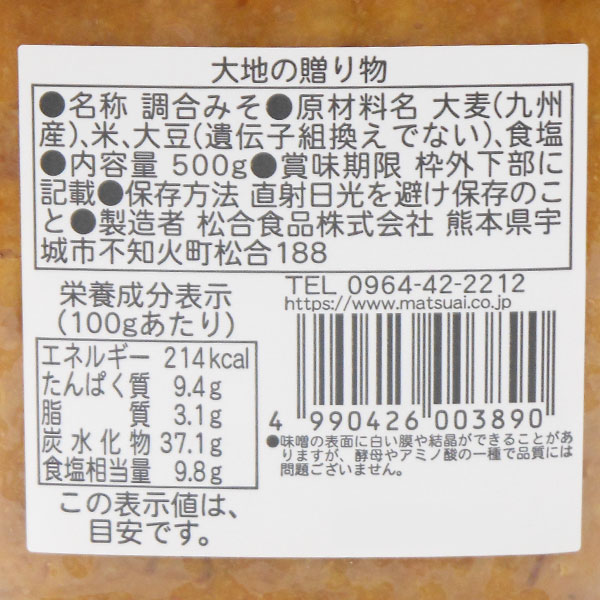 大地の贈り物
●名称 調合みそ●原材料名 大麦(九州
産)、米、大豆(遺伝子組換えでない)、食塩
●内容量 500g●賞味期限 枠外下部に
記載●保存方法 直射日光を避け保存のこ
と●製造者 松合食品株式会社 熊本県宇
城市不知火町松合188
TEL 0964-42-2212
https://www.matsuai.co.jp
栄養成分表示
(100gあたり)
エネルギー 214kcal
たんぱく質 9.4g
脂質 3.1g
炭水化物 37.1g
食塩相当量 9.8g
この表示値は、
目安です。
4 990426 003890
●味噌の表面に白い膜や結晶ができることがあ
りますが、酵母やアミノ酸の一種で品質には
問題ございません。